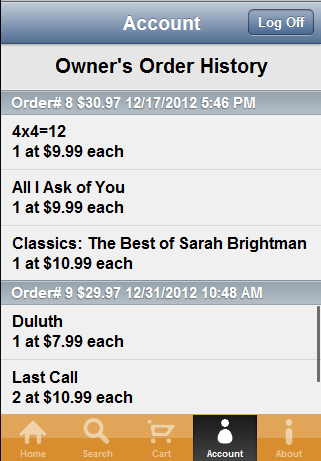 Account
Log Off
Owner's Order History
Order# 8 $30.97 12/17/2012 5:46 PM
4x4=12
1 at $9.99 each
All I Ask of You
1 at $9.99 each
Classics: The Best of Sarah Brightman
1 at $10.99 each
Order# 9 $29.97 12/31/2012 10:48 AM
Duluth
1 at $7.99 each
Last Call
2 at $10.99 each
Home
Search
Cart
Account
About